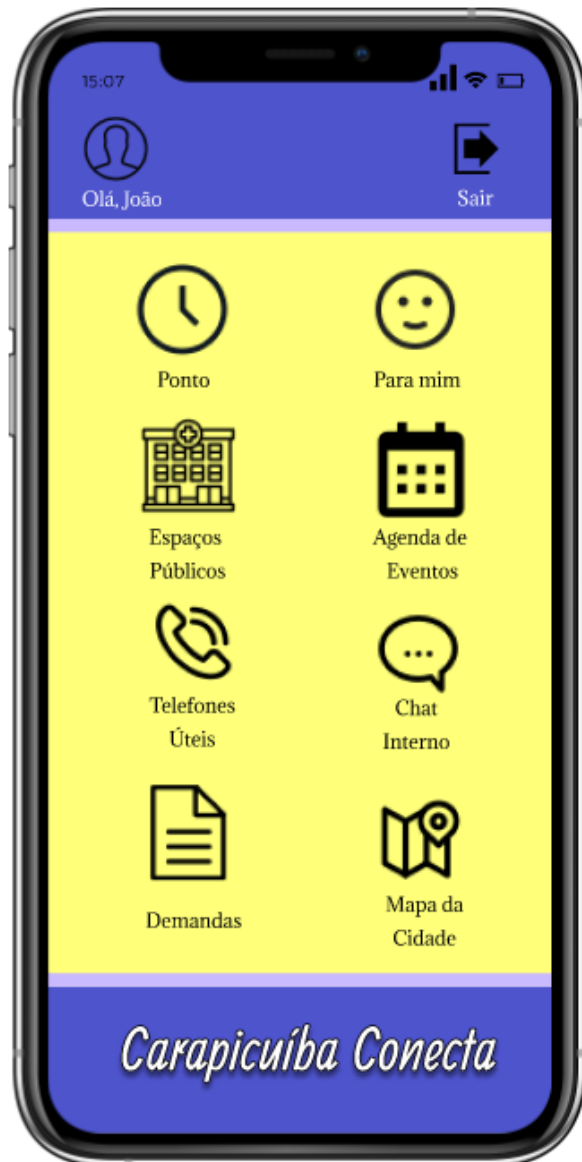 15:07
Olá, João
Sair
Ponto
Para mim
Espaços
Públicos
Agenda de
Eventos
Telefones
Úteis
Chat
Interno
Demandas
Mapa da
Cidade
Carapicuíba Conecta